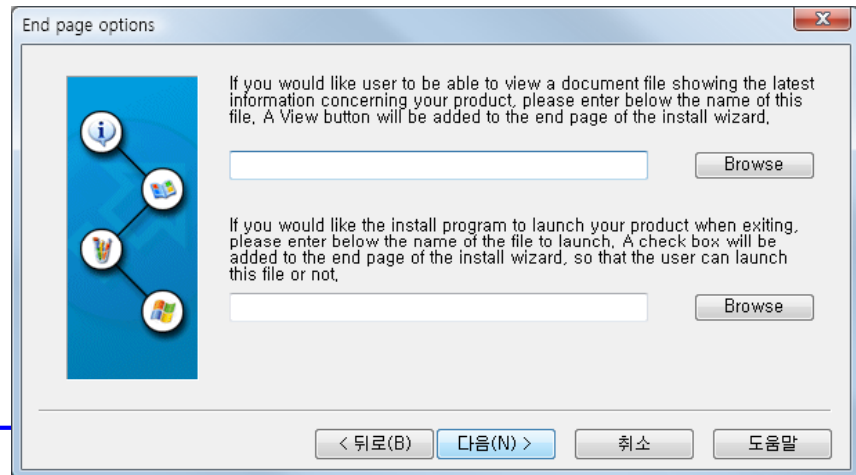 End page options
If you would like user to be able to view a document file showing the latest
information concerning your product, please enter below the name of this
file, A View button will be added to the end page of the install wizard,
Browse
If you would like the install program to launch your product when exiting,
please enter below the name of the file to launch, A check box will be
added to the end page of the install wizard, so that the user can launch
this file or not,
Browse
< 뒤로(B) 다음(N) > 취소 도움말